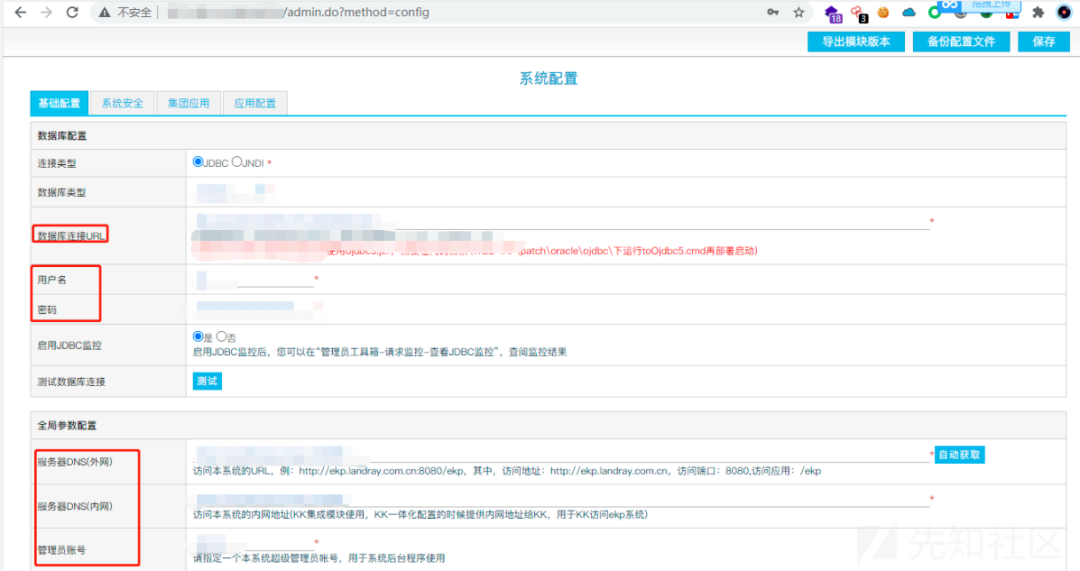 不安全
/admin.do?method=config
拖拽上传
18
3
导出模块版本
备份配置文件
保存
系统配置
基础配置
系统安全
集团应用
应用配置
数据库配置
连接类型
JDBC JNDI *
数据库类型
数据库连接URL
*
\patch\oracle\ojdbc\下运行toOjdbc5.cmd再部署启动)
用户名
*
密码
启用JDBC监控
是 否
启用JDBC监控后，您可以在“管理员工具箱-请求监控-查看JDBC监控”，查阅监控结果
测试数据库连接
测试
全局参数配置
服务器DNS(外网)
* 自动获取
访问本系统的URL，例：http://ekp.landray.com.cn:8080/ekp，其中，访问地址：http://ekp.landray.com.cn，访问端口：8080,访问应用：/ekp
服务器DNS(内网)
*
访问本系统的内网地址(KK集成模块使用，KK一体化配置的时候提供内网地址给KK，用于KK访问ekp系统)
管理员账号
*
请指定一个本系统超级管理员帐号，用于系统后台程序使用
先知社区